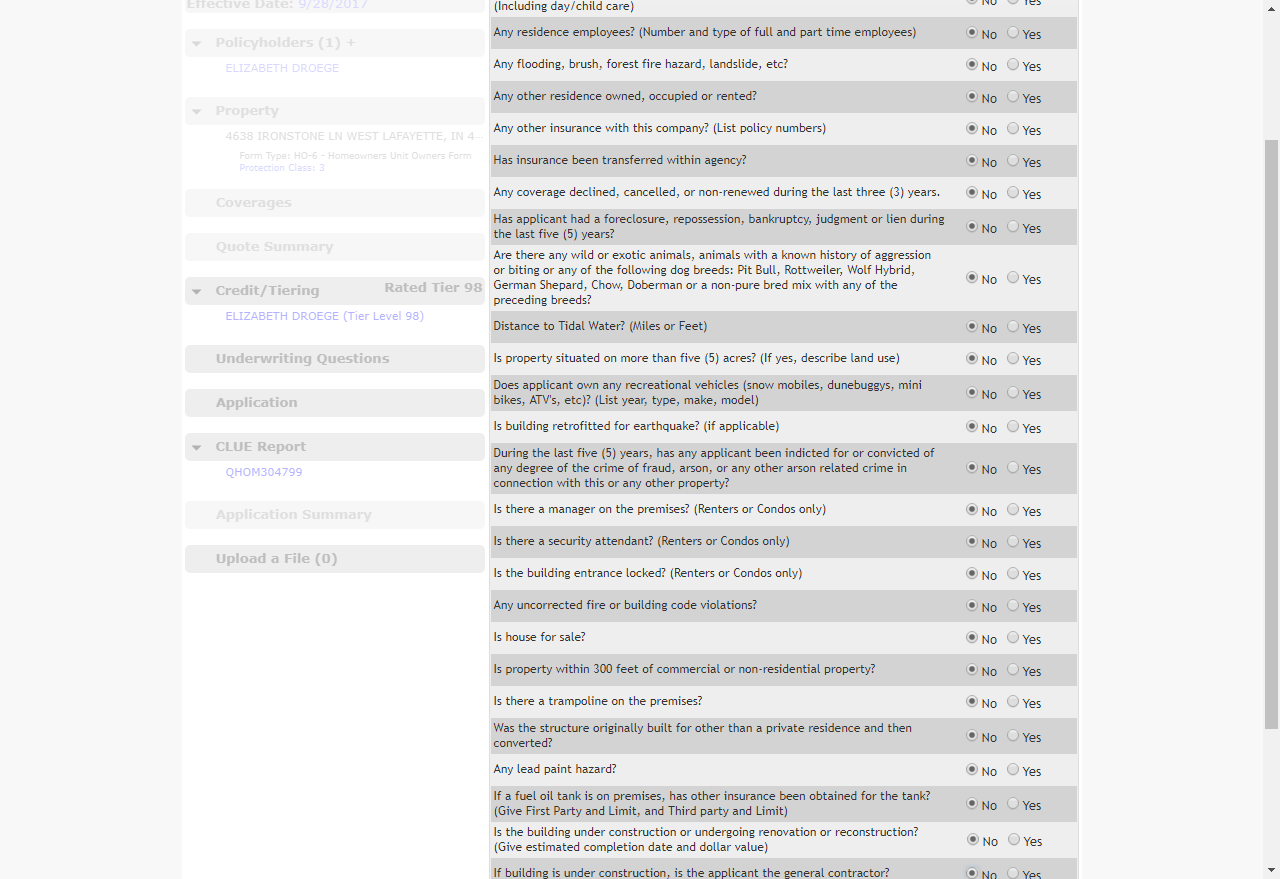 Effective Date: 9/28/2017
Policyholders (1) +
ELIZABETH DROEGE
Property
4638 IRONSTONE LN WEST LAFAYETTE, IN 4...
Form Type: HO-6 - Homeowners Unit Owners Form
Protection Class: 3
Coverages
Quote Summary
Credit/Tiering Rated Tier 98
ELIZABETH DROEGE (Tier Level 98)
Underwriting Questions
Application
CLUE Report
QHOM304799
Application Summary
Upload a File (0)
(Including day/child care) No Yes
Any residence employees? (Number and type of full and part time employees) No Yes
Any flooding, brush, forest fire hazard, landslide, etc? No Yes
Any other residence owned, occupied or rented? No Yes
Any other insurance with this company? (List policy numbers) No Yes
Has insurance been transferred within agency? No Yes
Any coverage declined, cancelled, or non-renewed during the last three (3) years. No Yes
Has applicant had a foreclosure, repossession, bankruptcy, judgment or lien during
the last five (5) years? No Yes
Are there any wild or exotic animals, animals with a known history of aggression
or biting or any of the following dog breeds: Pit Bull, Rottweiler, Wolf Hybrid,
German Shepard, Chow, Doberman or a non-pure bred mix with any of the
preceding breeds? No Yes
Distance to Tidal Water? (Miles or Feet) No Yes
Is property situated on more than five (5) acres? (If yes, describe land use) No Yes
Does applicant own any recreational vehicles (snow mobiles, dunebuggys, mini
bikes, ATV's, etc)? (List year, type, make, model) No Yes
Is building retrofitted for earthquake? (if applicable) No Yes
During the last five (5) years, has any applicant been indicted for or convicted of
any degree of the crime of fraud, arson, or any other arson related crime in
connection with this or any other property? No Yes
Is there a manager on the premises? (Renters or Condos only) No Yes
Is there a security attendant? (Renters or Condos only) No Yes
Is the building entrance locked? (Renters or Condos only) No Yes
Any uncorrected fire or building code violations? No Yes
Is house for sale? No Yes
Is property within 300 feet of commercial or non-residential property? No Yes
Is there a trampoline on the premises? No Yes
Was the structure originally built for other than a private residence and then
converted? No Yes
Any lead paint hazard? No Yes
If a fuel oil tank is on premises, has other insurance been obtained for the tank?
(Give First Party and Limit, and Third party and Limit) No Yes
Is the building under construction or undergoing renovation or reconstruction?
(Give estimated completion date and dollar value) No Yes
If building is under construction, is the applicant the general contractor? No Yes